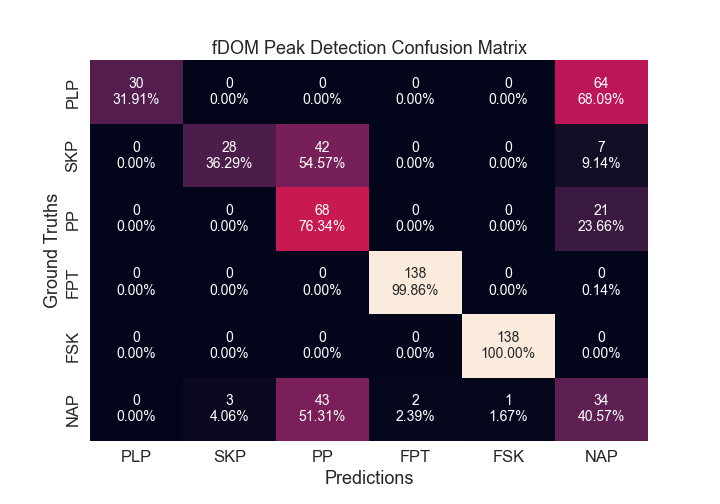 fDOM Peak Detection Confusion Matrix
PLP
30 0 0 0 0 64
31.91% 0.00% 0.00% 0.00% 0.00% 68.09%
SKP
0 28 42 0 0 7
0.00% 36.29% 54.57% 0.00% 0.00% 9.14%
PP
0 0 68 0 0 21
0.00% 0.00% 76.34% 0.00% 0.00% 23.66%
FPT
0 0 0 138 0 0
0.00% 0.00% 0.00% 99.86% 0.00% 0.14%
FSK
0 0 0 0 138 0
0.00% 0.00% 0.00% 0.00% 100.00% 0.00%
NAP
0 3 43 2 1 34
0.00% 4.06% 51.31% 2.39% 1.67% 40.57%
Ground Truths
PLP SKP PP FPT FSK NAP
Predictions